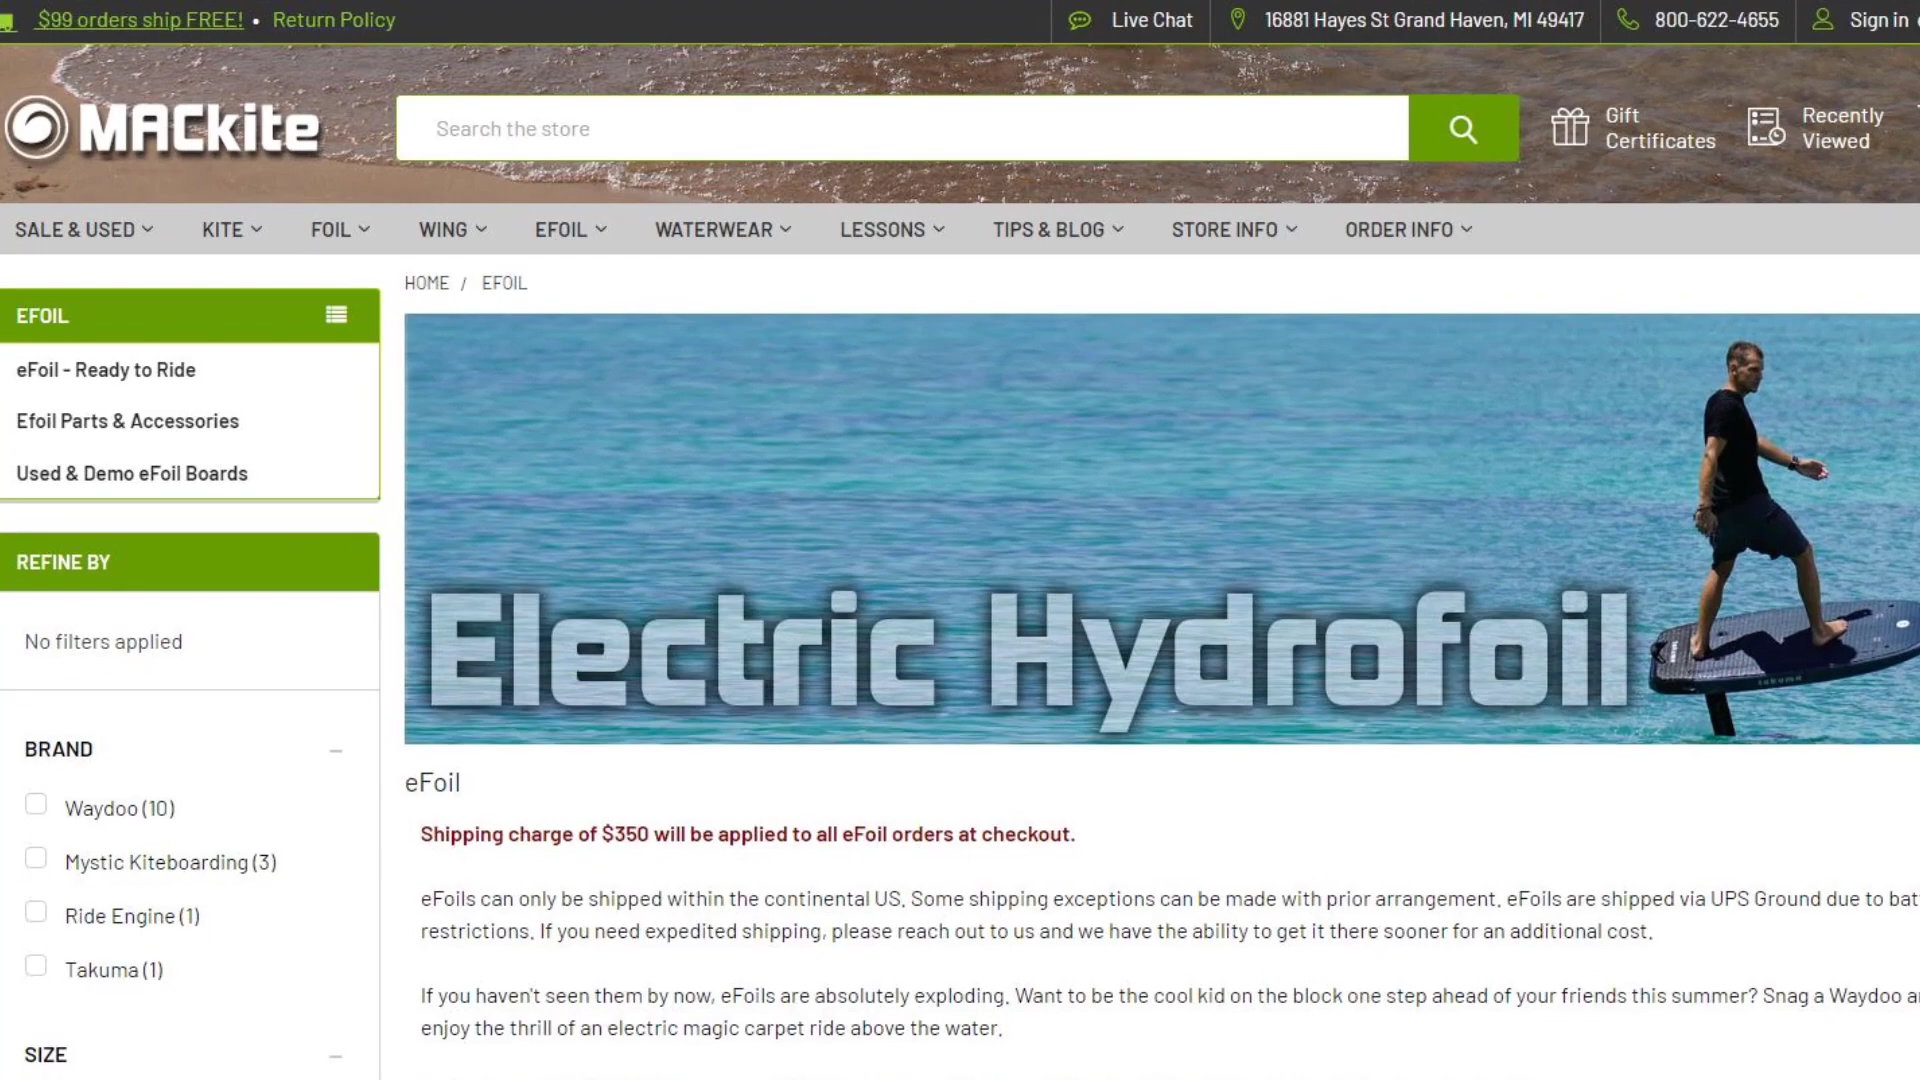 $99 orders ship FREE! • Return Policy
Live Chat
16881 Hayes St Grand Haven, MI 49417
800-622-4655
Sign in
MACkite
Search the store
Gift
Certificates
Recently
Viewed
SALE & USED
KITE
FOIL
WING
EFOIL
WATERWEAR
LESSONS
TIPS & BLOG
STORE INFO
ORDER INFO
HOME / EFOIL
EFOIL
eFoil - Ready to Ride
Efoil Parts & Accessories
Used & Demo eFoil Boards
REFINE BY
No filters applied
BRAND
Waydoo (10)
Mystic Kiteboarding (3)
Ride Engine (1)
Takuma (1)
SIZE
Electric Hydrofoil
eFoil
Shipping charge of $350 will be applied to all eFoil orders at checkout.
eFoils can only be shipped within the continental US. Some shipping exceptions can be made with prior arrangement. eFoils are shipped via UPS Ground due to bat
restrictions. If you need expedited shipping, please reach out to us and we have the ability to get it there sooner for an additional cost.
If you haven't seen them by now, eFoils are absolutely exploding. Want to be the cool kid on the block one step ahead of your friends this summer? Snag a Waydoo an
enjoy the thrill of an electric magic carpet ride above the water.